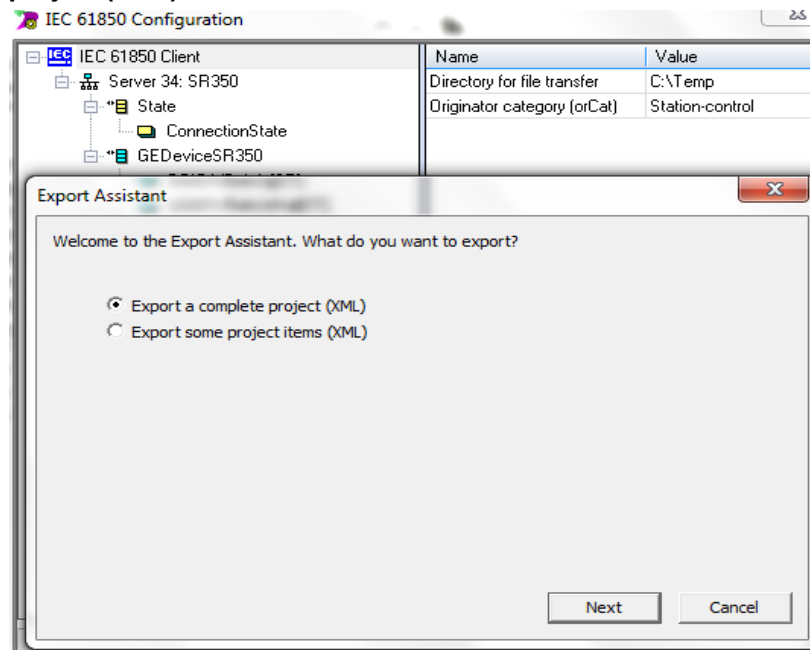 IEC 61850 Configuration
IEC IEC 61850 Client
Name Value
Server 34: SR350
Directory for file transfer C:\Temp
State
Originator category (orCat) Station-control
ConnectionState
GEDeviceSR350
Export Assistant
Welcome to the Export Assistant. What do you want to export?
Export a complete project (XML)
Export some project items (XML)
Next Cancel